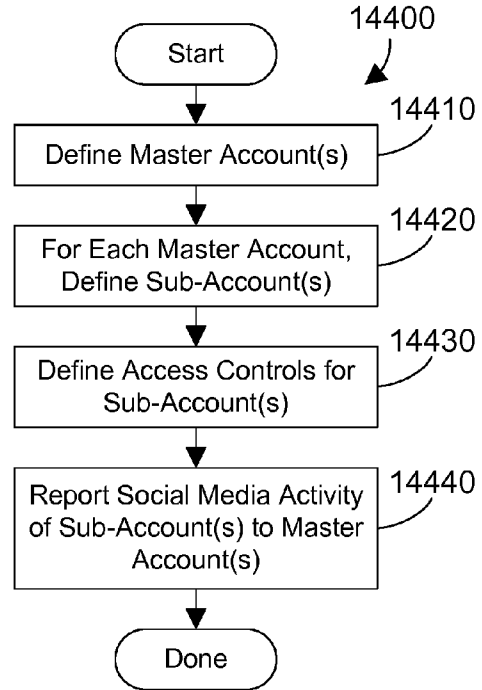 14400
Start
14410
Define Master Account(s)
14420
For Each Master Account,
Define Sub-Account(s)
14430
Define Access Controls for
Sub-Account(s)
14440
Report Social Media Activity
of Sub-Account(s) to Master
Account(s)
Done